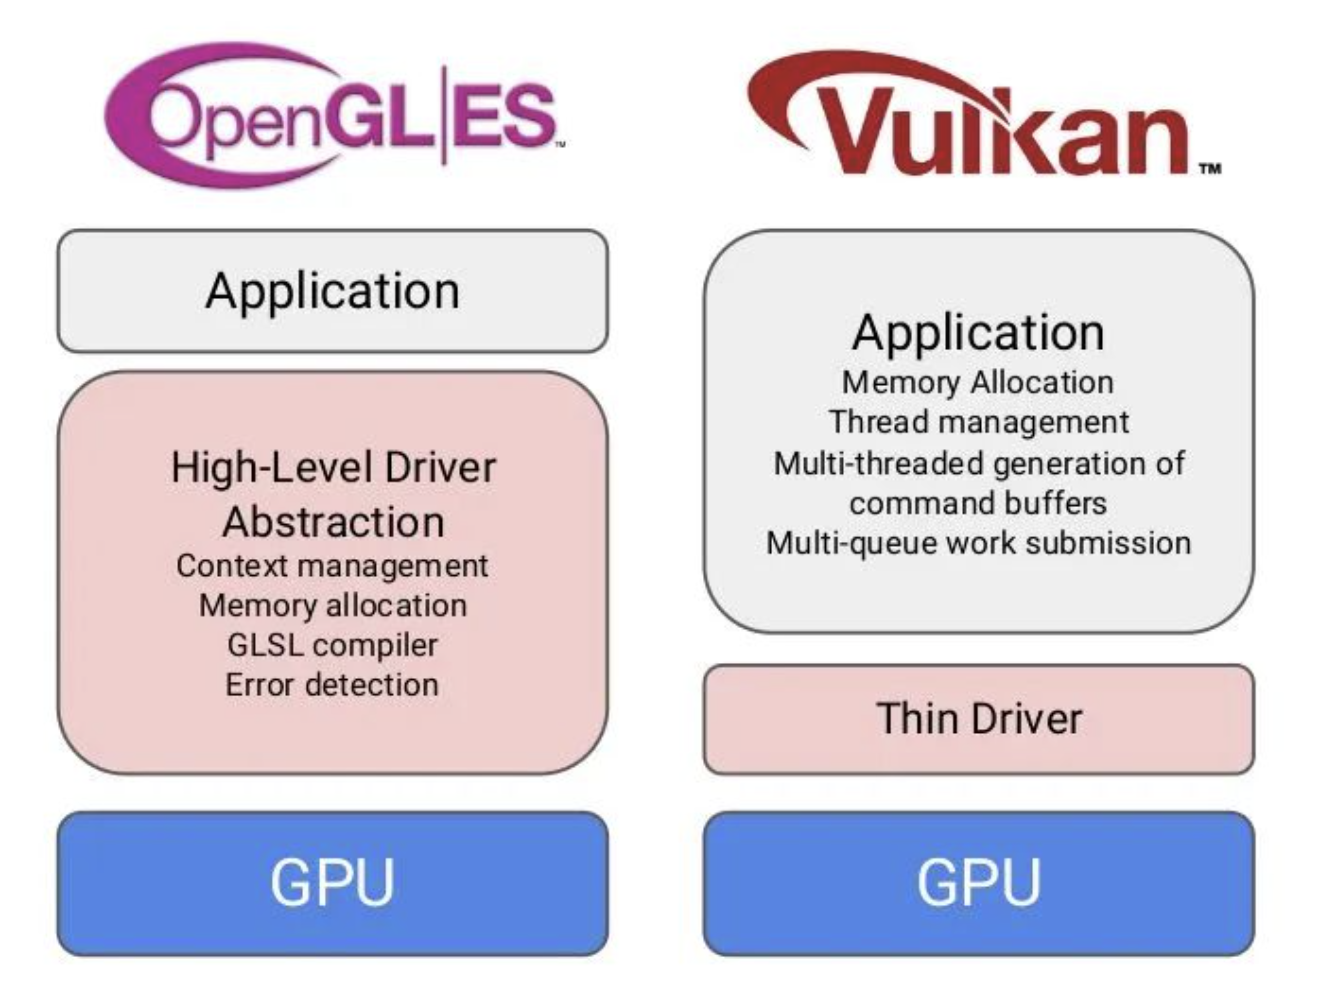 OpenGL|ES™
Application
High-Level Driver
Abstraction
Context management
Memory allocation
GLSL compiler
Error detection
GPU
Vulkan™
Application
Memory Allocation
Thread management
Multi-threaded generation of
command buffers
Multi-queue work submission
Thin Driver
GPU